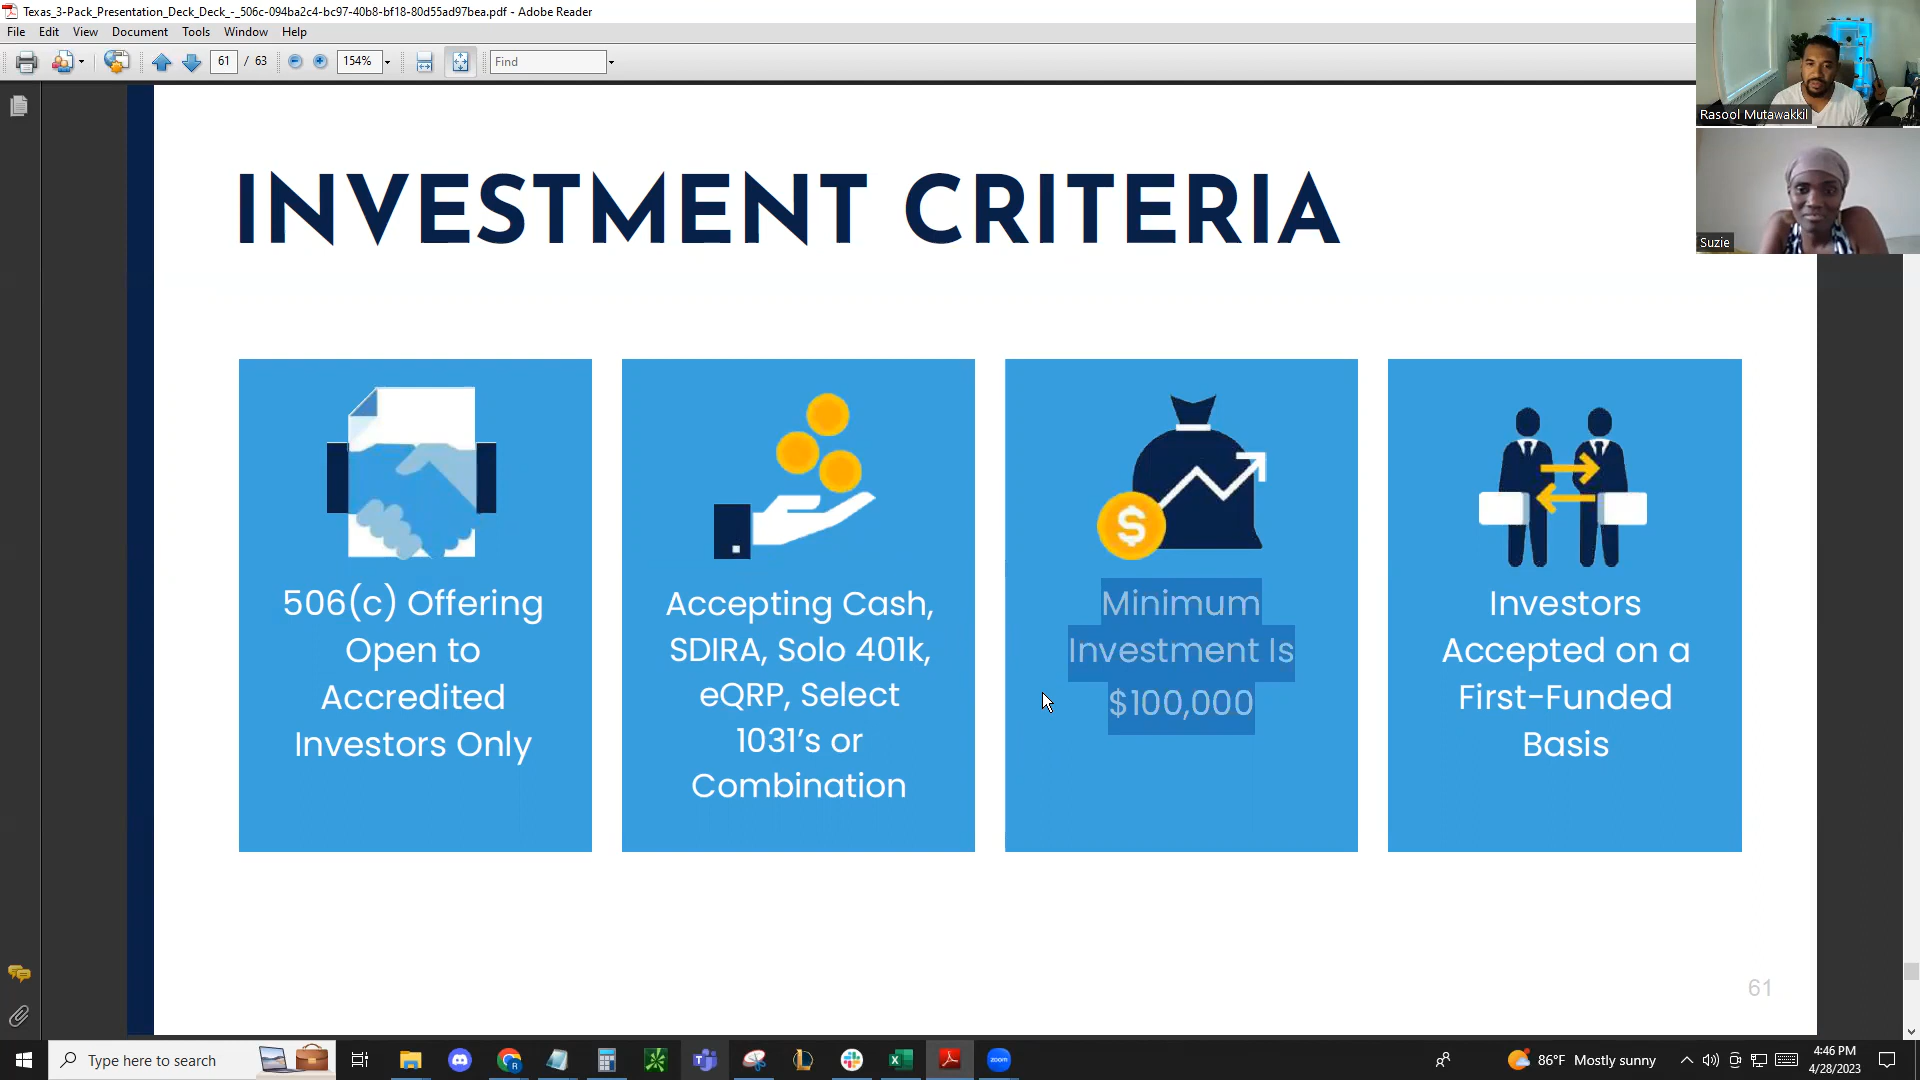 Texas_3-Pack_Presentation_Deck_Deck_-_506c-094ba2c4-bc97-40b8-bf18-80d55ad97bea.pdf - Adobe Reader
File Edit View Document Tools Window Help
61 / 63 154% Find
Rasool Mutawakkil
Suzie
INVESTMENT CRITERIA
506(c) Offering
Open to
Accredited
Investors Only
Accepting Cash,
SDIRA, Solo 401k,
eQRP, Select
1031’s or
Combination
$
Minimum
Investment Is
$100,000
Investors
Accepted on a
First-Funded
Basis
61
Type here to search
zoom
86°F Mostly sunny
4:46 PM
4/28/2023